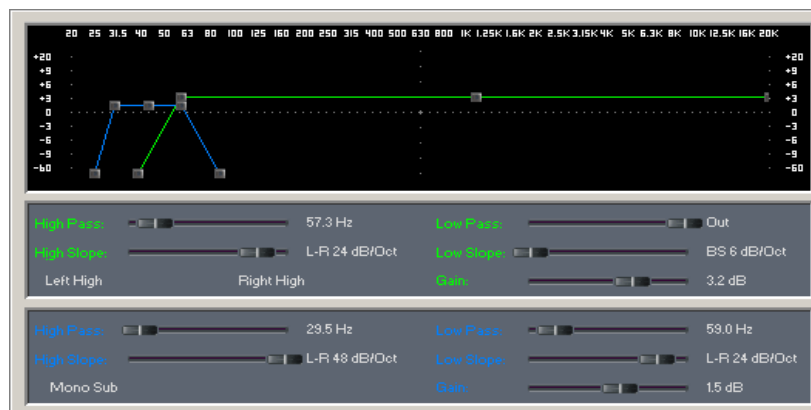 20 25 31.5 40 50 63 80 100 125 160 200 250 315 400 500 630 800 1K 1.25K 1.6K 2K 2.5K 3.15K 4K 5K 6.3K 8K 10K 12.5K 16K 20K
+20 +20
+9 +9
+6 +6
+3 +3
0 0
-3 -3
-6 -6
-9 -9
-60 -60
High Pass: 57.3 Hz Low Pass: Out
High Slope: L-R 24 dB/Oct Low Slope: BS 6 dB/Oct
Left High Right High Gain: 3.2 dB
High Pass: 29.5 Hz Low Pass: 59.0 Hz
High Slope: L-R 48 dB/Oct Low Slope: L-R 24 dB/Oct
Mono Sub Gain: 1.5 dB